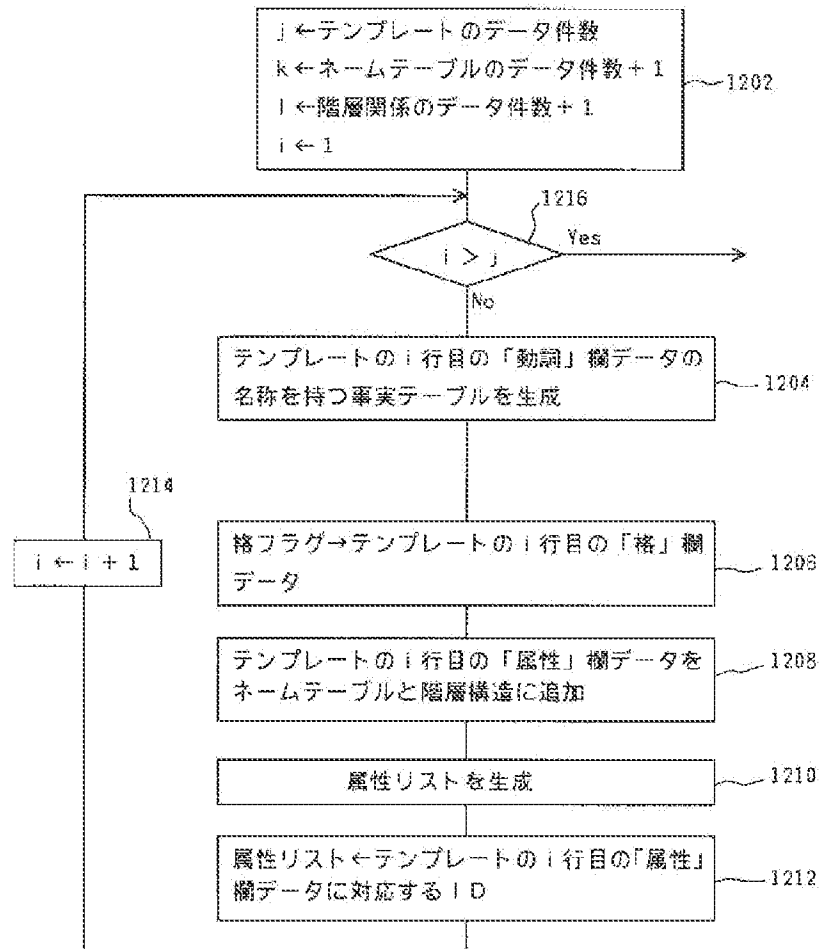 j←テンプレートのデータ件数
k←ネームテーブルのデータ件数+1
l←階層関係のデータ件数+1
i←1
1202
1216
i>j
Yes
No
テンプレートのi行目の「動詞」欄データの
名称を持つ事実テーブルを生成
1204
1214
i←i+1
格フラグ→テンプレートのi行目の「格」欄
データ
1206
テンプレートのi行目の「属性」欄データを
ネームテーブルと階層構造に追加
1208
属性リストを生成
1210
属性リスト←テンプレートのi行目の「属性」
欄データに対応するID
1212